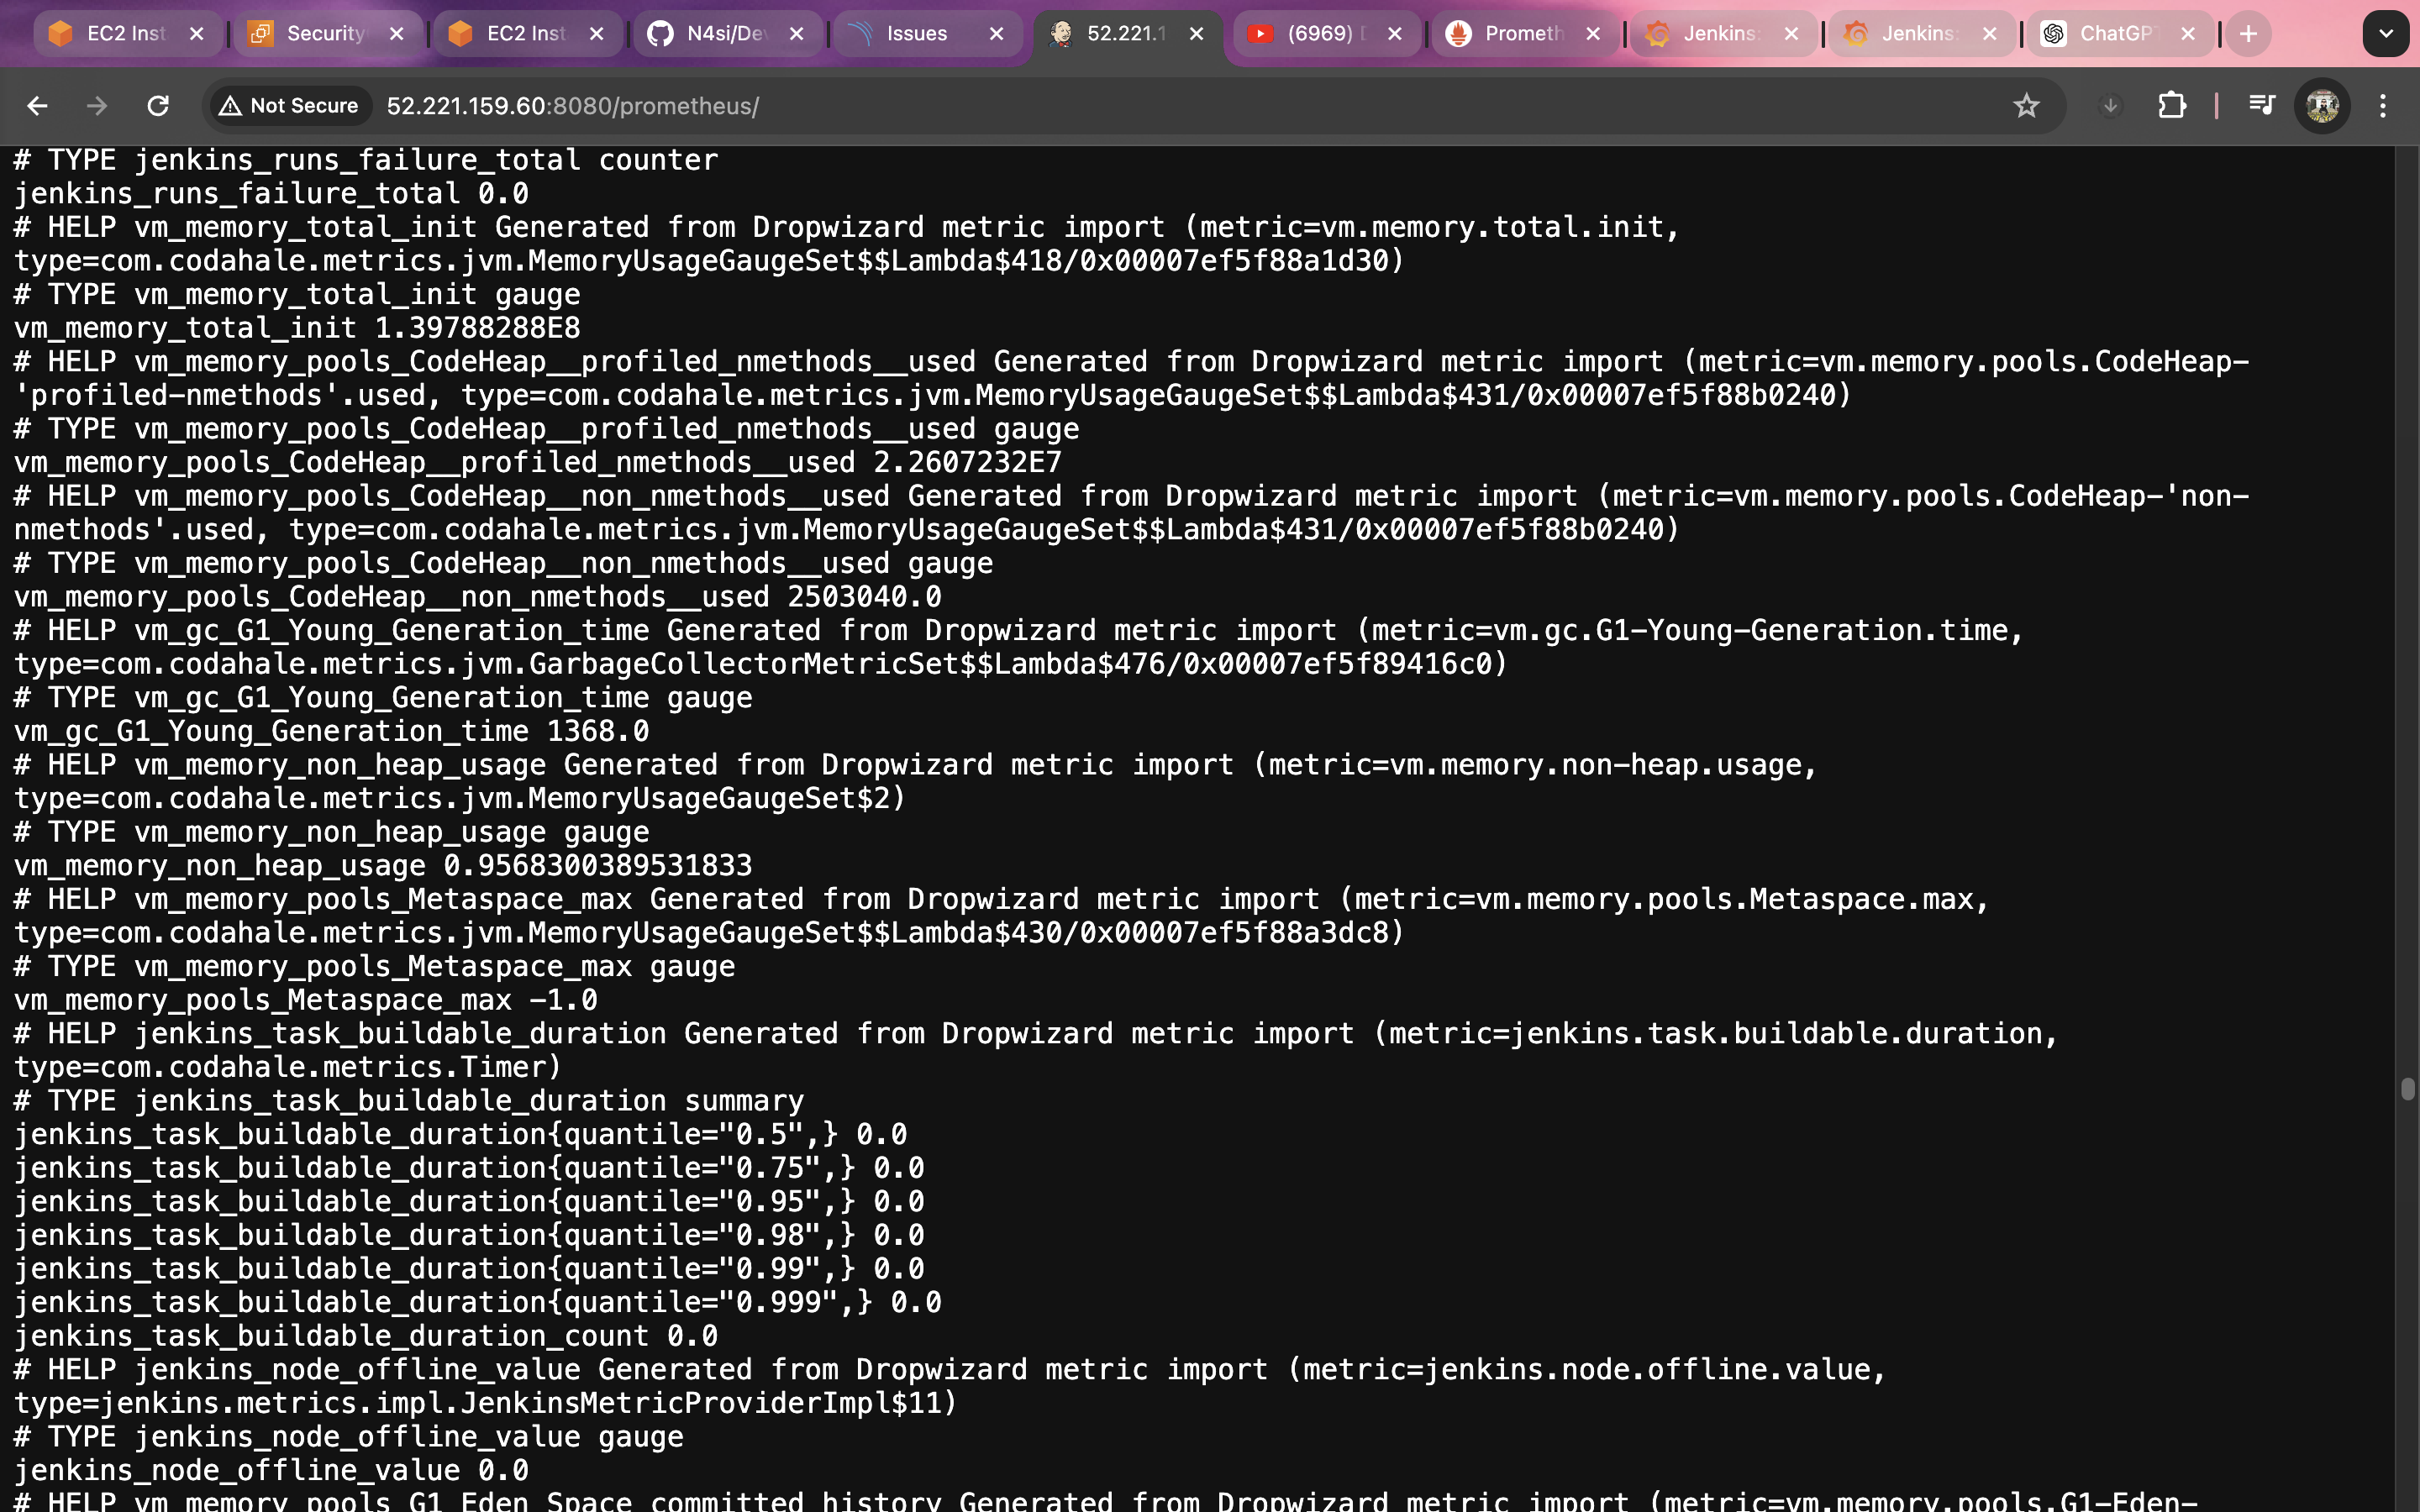 EC2 Inst
Security
EC2 Inst
N4si/De
Issues
52.221.1
(6969)
Prometh
Jenkins:
Jenkins:
ChatGP
Not Secure
52.221.159.60:8080/prometheus/
# TYPE jenkins_runs_failure_total counter
jenkins_runs_failure_total 0.0
# HELP vm_memory_total_init Generated from Dropwizard metric import (metric=vm.memory.total.init,
type=com.codahale.metrics.jvm.MemoryUsageGaugeSet$$Lambda$418/0x00007ef5f88a1d30)
# TYPE vm_memory_total_init gauge
vm_memory_total_init 1.39788288E8
# HELP vm_memory_pools_CodeHeap__profiled_nmethods__used Generated from Dropwizard metric import (metric=vm.memory.pools.CodeHeap-
'profiled-nmethods'.used, type=com.codahale.metrics.jvm.MemoryUsageGaugeSet$$Lambda$431/0x00007ef5f88b0240)
# TYPE vm_memory_pools_CodeHeap__profiled_nmethods__used gauge
vm_memory_pools_CodeHeap__profiled_nmethods__used 2.2607232E7
# HELP vm_memory_pools_CodeHeap__non_nmethods__used Generated from Dropwizard metric import (metric=vm.memory.pools.CodeHeap-'non-
nmethods'.used, type=com.codahale.metrics.jvm.MemoryUsageGaugeSet$$Lambda$431/0x00007ef5f88b0240)
# TYPE vm_memory_pools_CodeHeap__non_nmethods__used gauge
vm_memory_pools_CodeHeap__non_nmethods__used 2503040.0
# HELP vm_gc_G1_Young_Generation_time Generated from Dropwizard metric import (metric=vm.gc.G1-Young-Generation.time,
type=com.codahale.metrics.jvm.GarbageCollectorMetricSet$$Lambda$476/0x00007ef5f89416c0)
# TYPE vm_gc_G1_Young_Generation_time gauge
vm_gc_G1_Young_Generation_time 1368.0
# HELP vm_memory_non_heap_usage Generated from Dropwizard metric import (metric=vm.memory.non-heap.usage,
type=com.codahale.metrics.jvm.MemoryUsageGaugeSet$2)
# TYPE vm_memory_non_heap_usage gauge
vm_memory_non_heap_usage 0.9568300389531833
# HELP vm_memory_pools_Metaspace_max Generated from Dropwizard metric import (metric=vm.memory.pools.Metaspace.max,
type=com.codahale.metrics.jvm.MemoryUsageGaugeSet$$Lambda$430/0x00007ef5f88a3dc8)
# TYPE vm_memory_pools_Metaspace_max gauge
vm_memory_pools_Metaspace_max -1.0
# HELP jenkins_task_buildable_duration Generated from Dropwizard metric import (metric=jenkins.task.buildable.duration,
type=com.codahale.metrics.Timer)
# TYPE jenkins_task_buildable_duration summary
jenkins_task_buildable_duration{quantile="0.5",} 0.0
jenkins_task_buildable_duration{quantile="0.75",} 0.0
jenkins_task_buildable_duration{quantile="0.95",} 0.0
jenkins_task_buildable_duration{quantile="0.98",} 0.0
jenkins_task_buildable_duration{quantile="0.99",} 0.0
jenkins_task_buildable_duration{quantile="0.999",} 0.0
jenkins_task_buildable_duration_count 0.0
# HELP jenkins_node_offline_value Generated from Dropwizard metric import (metric=jenkins.node.offline.value,
type=jenkins.metrics.impl.JenkinsMetricProviderImpl$11)
# TYPE jenkins_node_offline_value gauge
jenkins_node_offline_value 0.0
# HELP vm_memory_pools_G1_Eden_Space_committed_history Generated from Dropwizard metric import (metric=vm.memory.pools.G1-Eden-